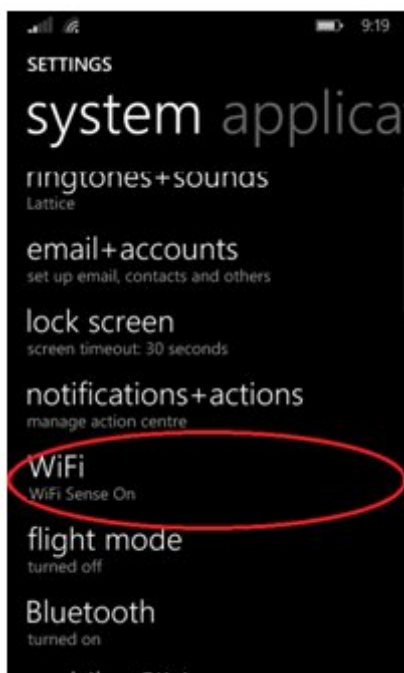 9:19
SETTINGS
system applica
ringtones+sounds
Lattice
email+accounts
set up email, contacts and others
lock screen
screen timeout: 30 seconds
notifications+actions
manage action centre
WiFi
WiFi Sense On
flight mode
turned off
Bluetooth
turned on